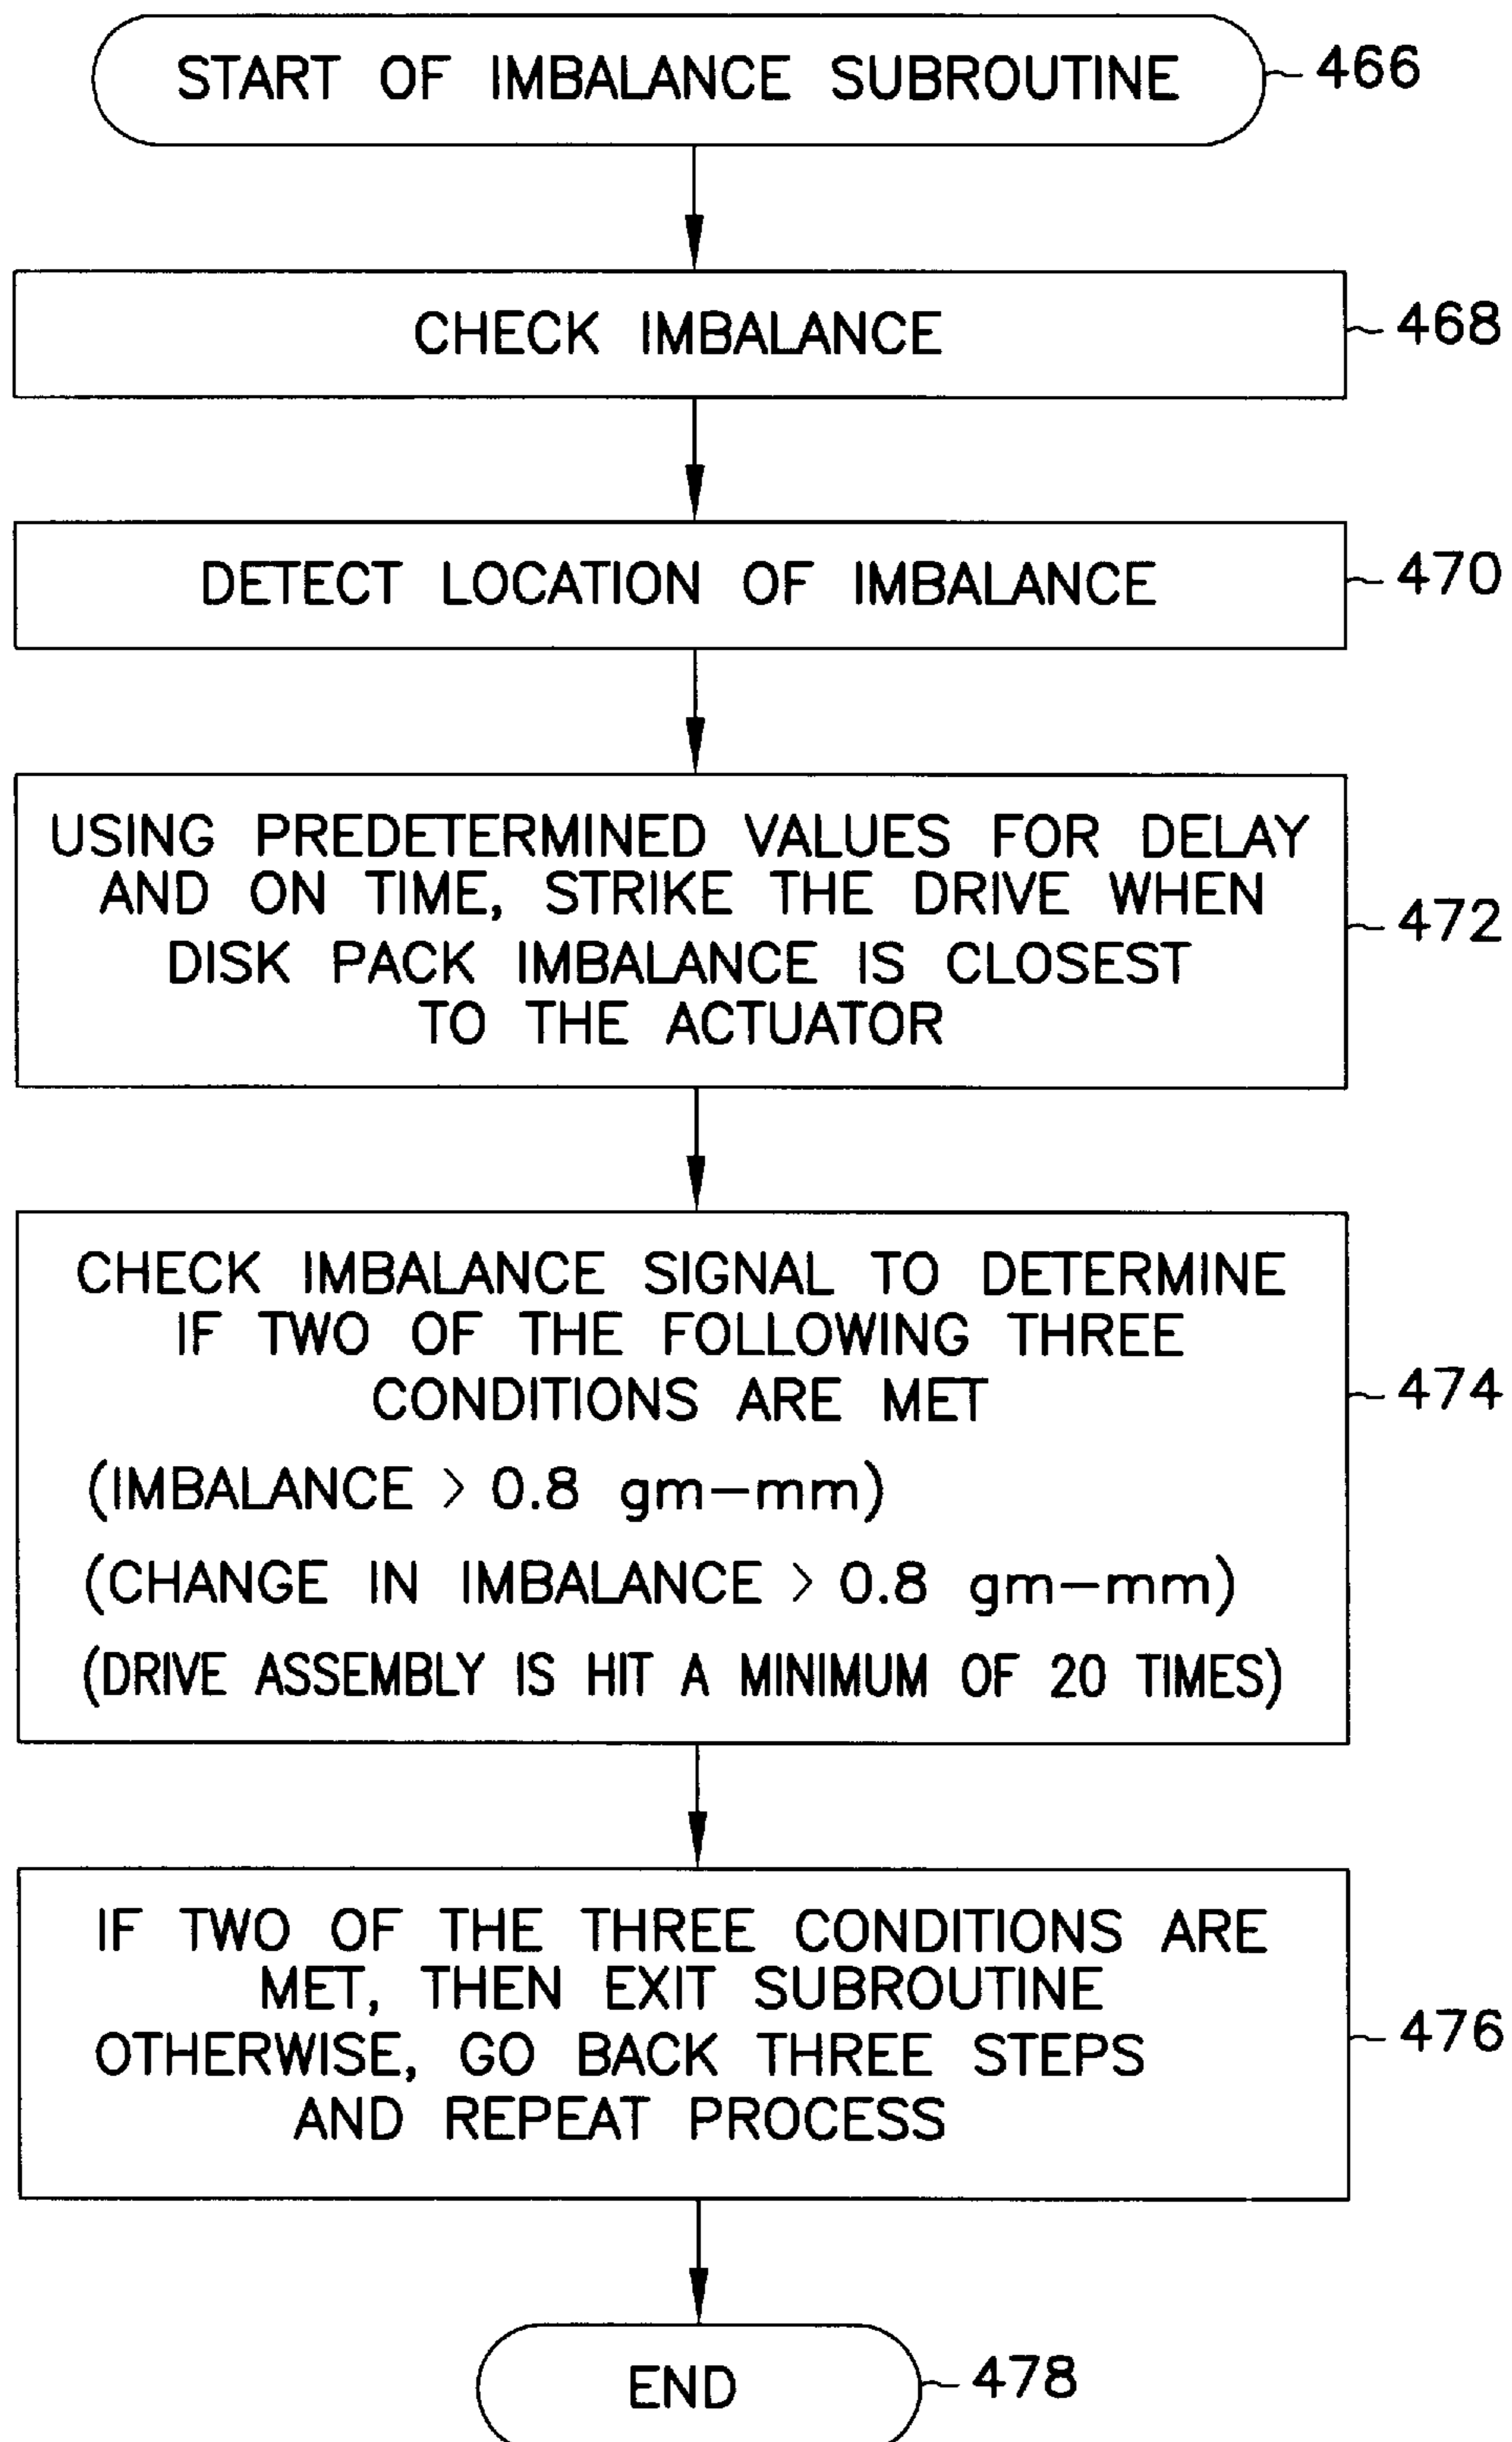 START OF IMBALANCE SUBROUTINE
466
CHECK IMBALANCE
468
DETECT LOCATION OF IMBALANCE
470
USING PREDETERMINED VALUES FOR DELAY
AND ON TIME, STRIKE THE DRIVE WHEN
DISK PACK IMBALANCE IS CLOSEST
TO THE ACTUATOR
472
CHECK IMBALANCE SIGNAL TO DETERMINE
IF TWO OF THE FOLLOWING THREE
CONDITIONS ARE MET
(IMBALANCE > 0.8 gm-mm)
(CHANGE IN IMBALANCE > 0.8 gm-mm)
(DRIVE ASSEMBLY IS HIT A MINIMUM OF 20 TIMES)
474
IF TWO OF THE THREE CONDITIONS ARE
MET, THEN EXIT SUBROUTINE
OTHERWISE, GO BACK THREE STEPS
AND REPEAT PROCESS
476
END
478